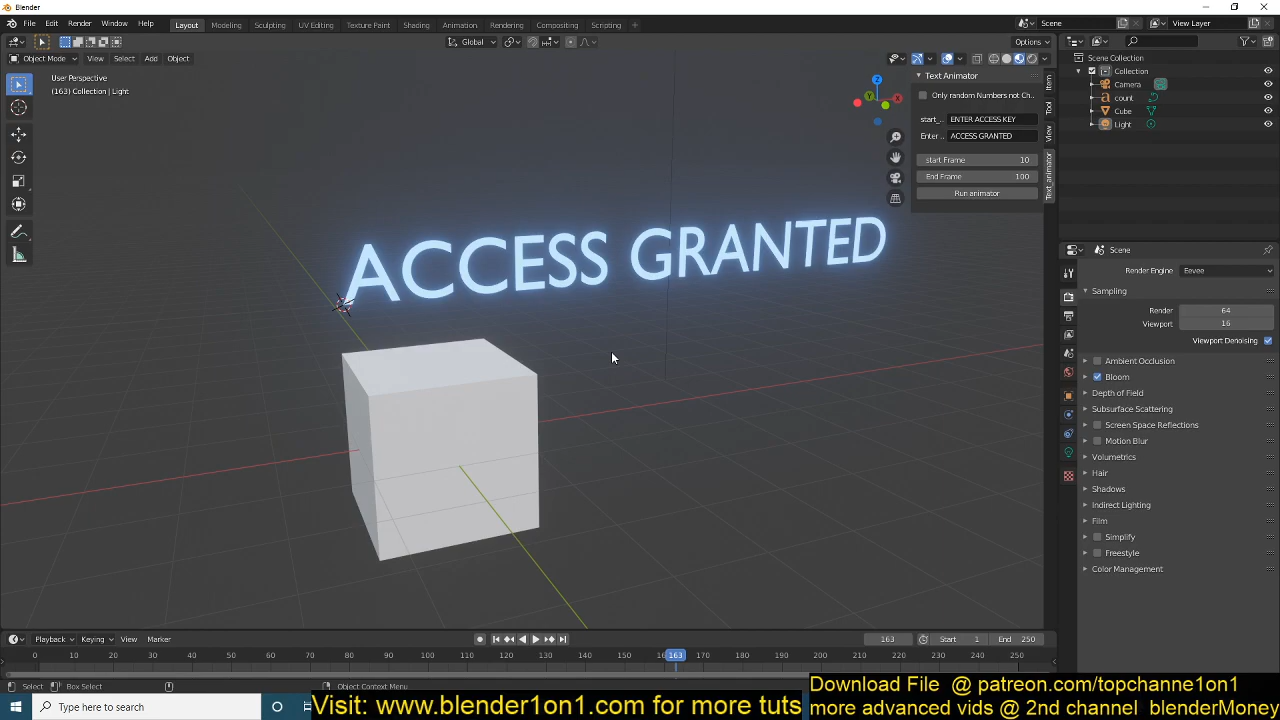 Blender
File Edit Render Window Help
Layout Modeling Sculpting UV Editing Texture Paint Shading Animation Rendering Compositing Scripting +
Scene
View Layer
Global
Options
Object Mode View Select Add Object
User Perspective
(163) Collection | Light
Z
Y
X
Text Animator
Only random Numbers not Ch...
start_.. ENTER ACCESS KEY
Enter .. ACCESS GRANTED
start Frame 10
End Frame 100
Run animator
Item
Tool
View
Text_animator
ACCESS GRANTED
Scene Collection
Collection
Camera
count
Cube
Light
Scene
Render Engine Eevee
Sampling
Render 64
Viewport 16
Viewport Denoising
Ambient Occlusion
Bloom
Depth of Field
Subsurface Scattering
Screen Space Reflections
Motion Blur
Volumetrics
Hair
Shadows
Indirect Lighting
Film
Simplify
Freestyle
Color Management
Playback Keying View Marker
163 Start 1 End 250
0 10 20 30 40 50 60 70 80 90 100 110 120 130 140 150 163 170 180 190 200 210 220 230 240 250
Select Box Select Object Context Menu
Type here to search
Visit: www.blender1on1.com for more tuts
Download File @ patreon.com/topchanne1on1
more advanced vids @ 2nd channel blenderMoney